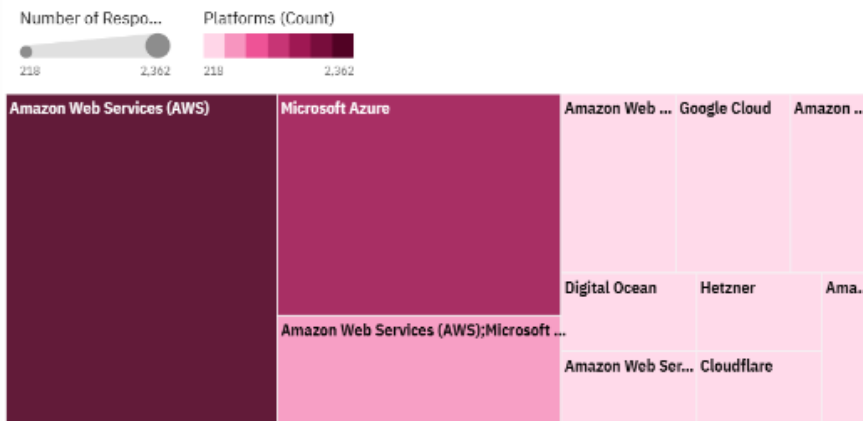 Number of Respo... Platforms (Count)
218 2,362 218 2,362
Amazon Web Services (AWS) Microsoft Azure Amazon Web ... Google Cloud Amazon ...
Digital Ocean Hetzner Ama...
Amazon Web Services (AWS);Microsoft ...
Amazon Web Ser... Cloudflare